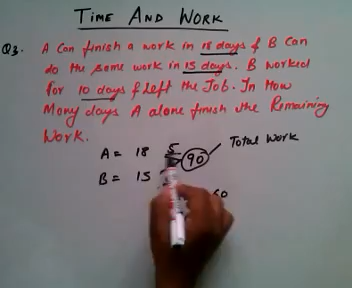 TIME AND WORK
Q3. A Can finish a work in 18 days & B Can
do the same work in 15 days. B worked
for 10 days & left the Job. In How
Many days A alone finish the Remaining
Work.
Total Work
A = 18 5 90
B = 15
60